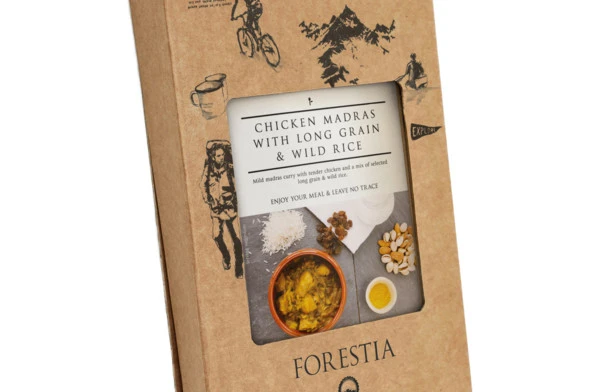 CHICKEN MADRAS
WITH LONG GRAIN
& WILD RICE
Mild madras curry with tender chicken and a mix of selected
long grain & wild rice.
ENJOY YOUR MEAL & LEAVE NO TRACE
EXPLORE
FORESTIA